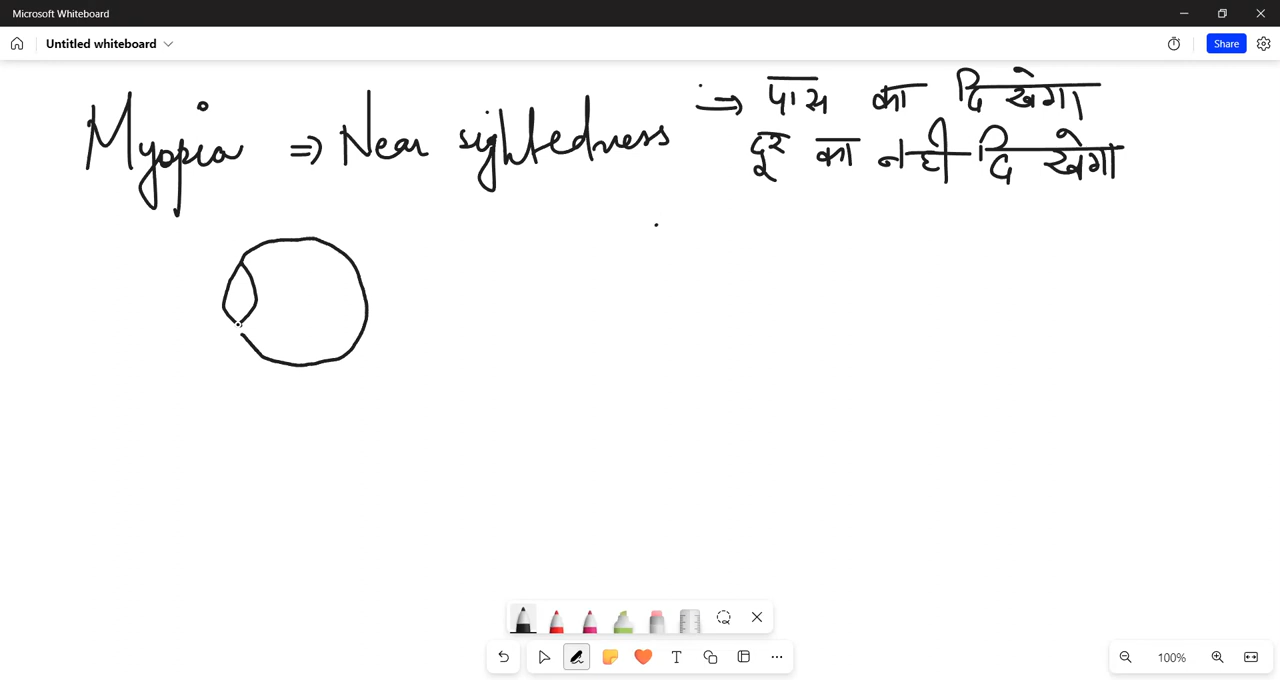 Microsoft Whiteboard
Untitled whiteboard
Share
Myopia ⇒ Near sightedness ⇒ पास का दिखेगा
दूर का नही दिखेगा
100%